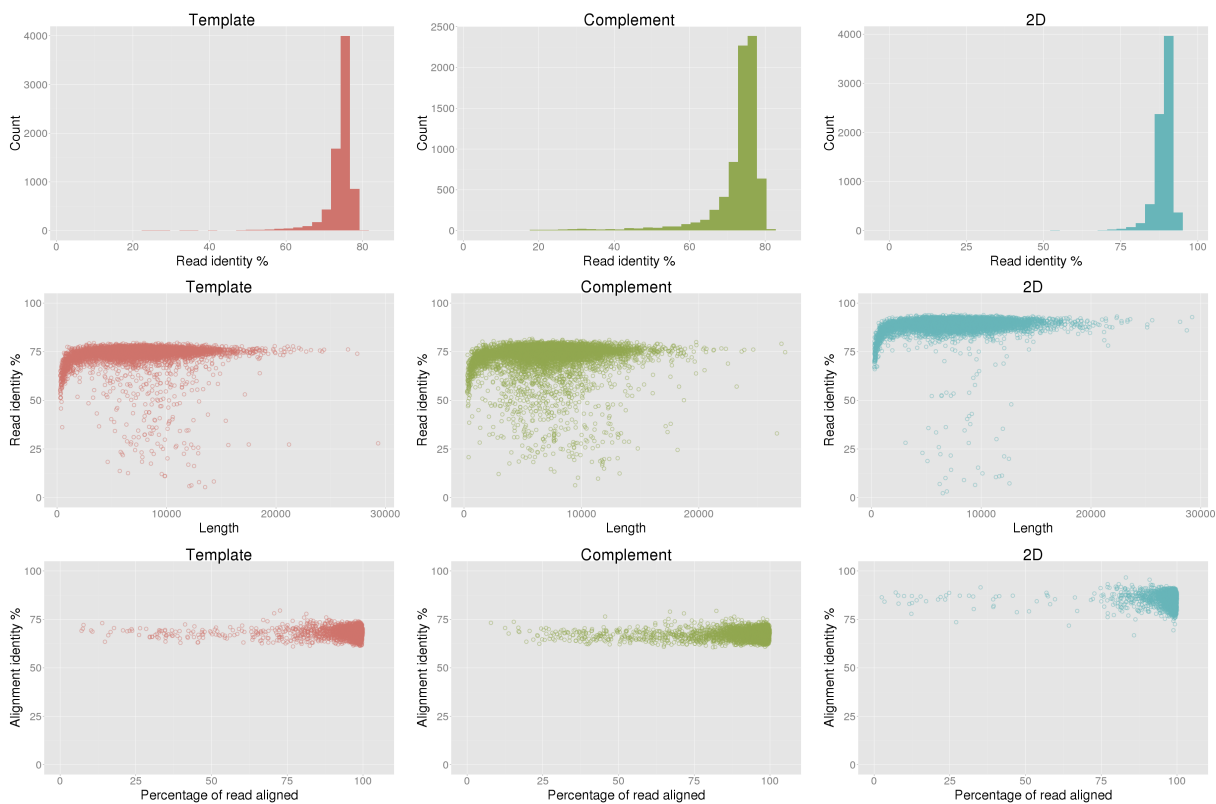 Template
Complement
2D
Count
4000
3000
2000
1000
0
0 20 40 60 80
Read identity %
Count
2500
2000
1500
1000
500
0
20 40 60 80
Read identity %
Count
4000
3000
2000
1000
0
0 25 50 75 100
Read identity %
Template
Complement
2D
Read identity %
100
75
50
25
0
0 10000 20000 30000
Length
Read identity %
100
75
50
25
0
0 10000 20000
Length
Read identity %
100
75
50
25
0
0 10000 20000 30000
Length
Template
Complement
2D
Alignment identity %
100
75
50
25
0
0 25 50 75 100
Percentage of read aligned
Alignment identity %
100
75
50
25
0
0 25 50 75 100
Percentage of read aligned
Alignment identity %
100
75
50
25
0
0 25 50 75 100
Percentage of read aligned